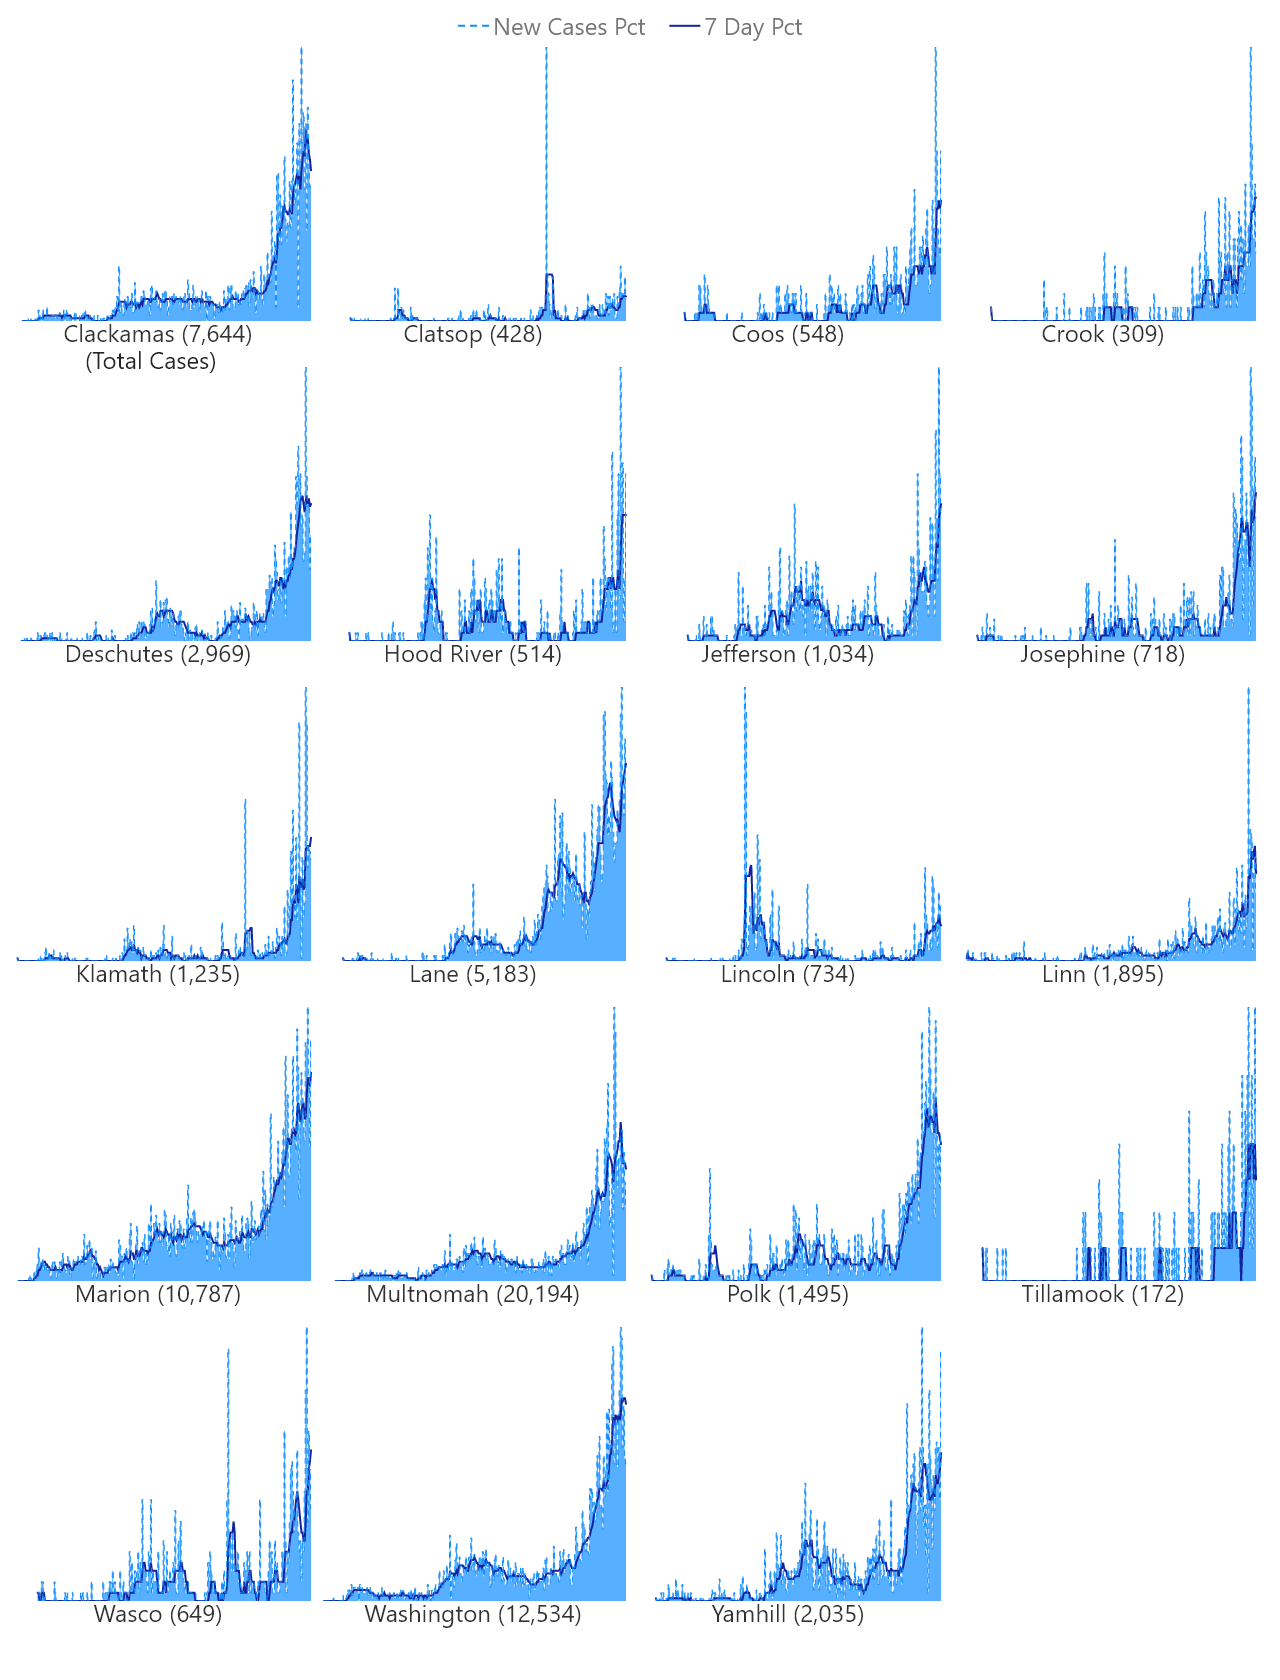 New Cases Pct 7 Day Pct
Clackamas (7,644) Clatsop (428) Coos (548) Crook (309)
(Total Cases)
Deschutes (2,969) Hood River (514) Jefferson (1,034) Josephine (718)
Klamath (1,235) Lane (5,183) Lincoln (734) Linn (1,895)
Marion (10,787) Multnomah (20,194) Polk (1,495) Tillamook (172)
Wasco (649) Washington (12,534) Yamhill (2,035)